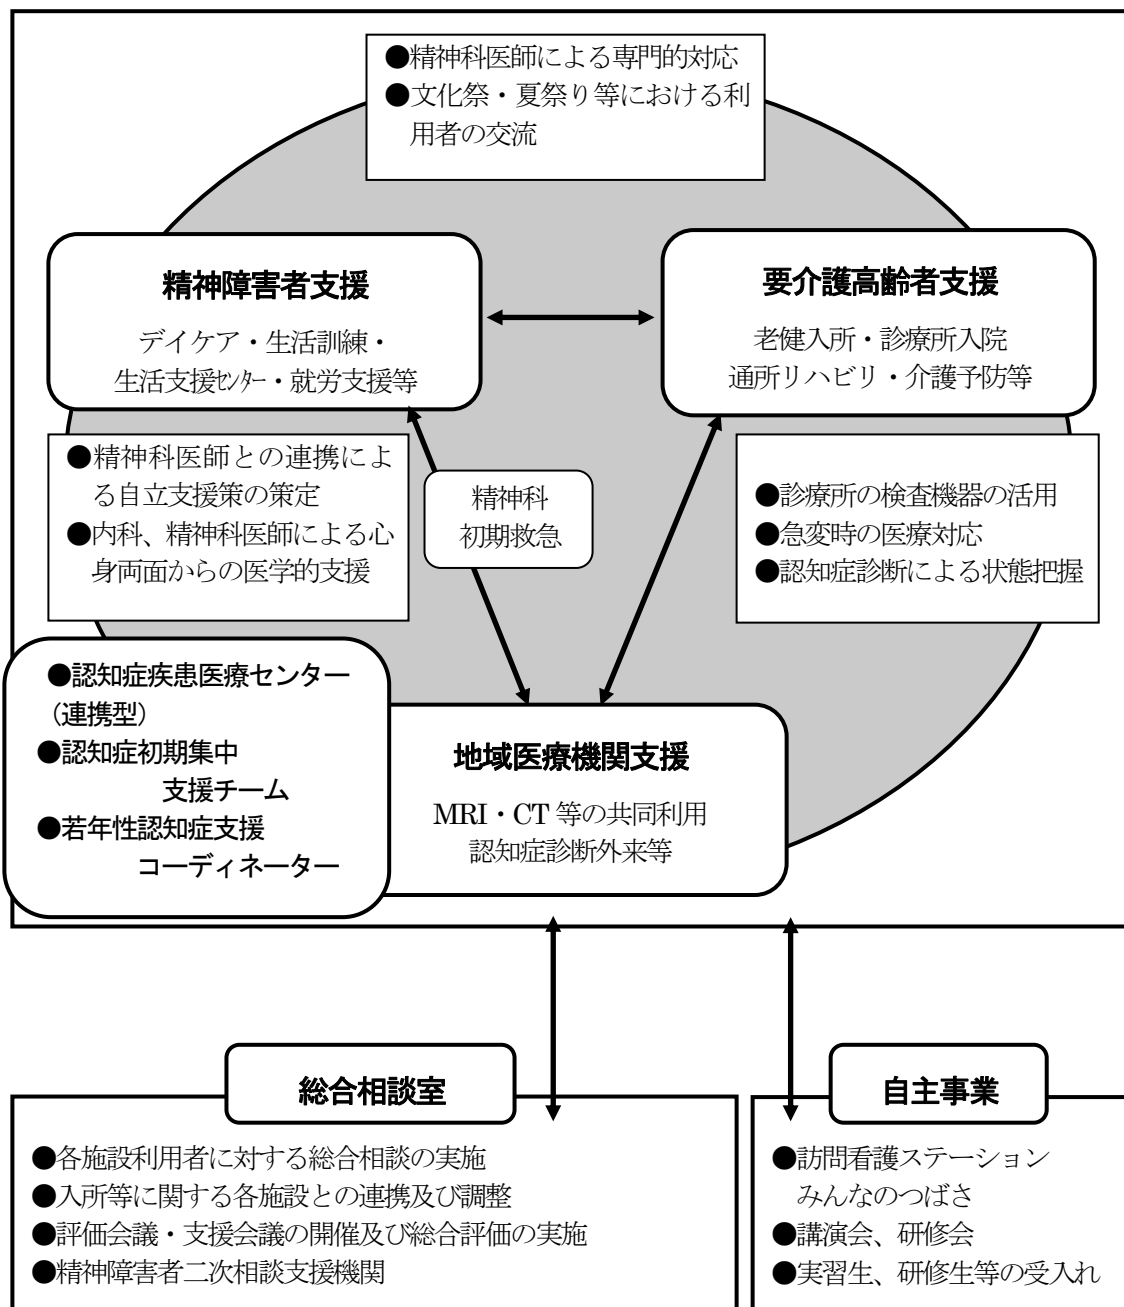 ●精神科医師による専門的対応
●文化祭・夏祭り等における利
用者の交流
精神障害者支援
デイケア・生活訓練・
生活支援ｾﾝﾀｰ・就労支援等
要介護高齢者支援
老健入所・診療所入院
通所リハビリ・介護予防等
●精神科医師との連携によ
る自立支援策の策定
●内科、精神科医師による心
身両面からの医学的支援
精神科
初期救急
●診療所の検査機器の活用
●急変時の医療対応
●認知症診断による状態把握
●認知症疾患医療センター
（連携型）
●認知症初期集中
支援チーム
●若年性認知症支援
コーディネーター
地域医療機関支援
MRI・CT 等の共同利用
認知症診断外来等
総合相談室
●各施設利用者に対する総合相談の実施
●入所等に関する各施設との連携及び調整
●評価会議・支援会議の開催及び総合評価の実施
●精神障害者二次相談支援機関
自主事業
●訪問看護ステーション
みんなのつばさ
●講演会、研修会
●実習生、研修生等の受入れ